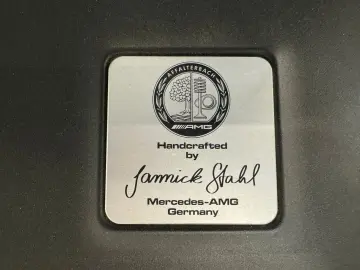 AFFALTERBACH
AMG
Handcrafted
by
Jannick Stahl
Mercedes-AMG
Germany